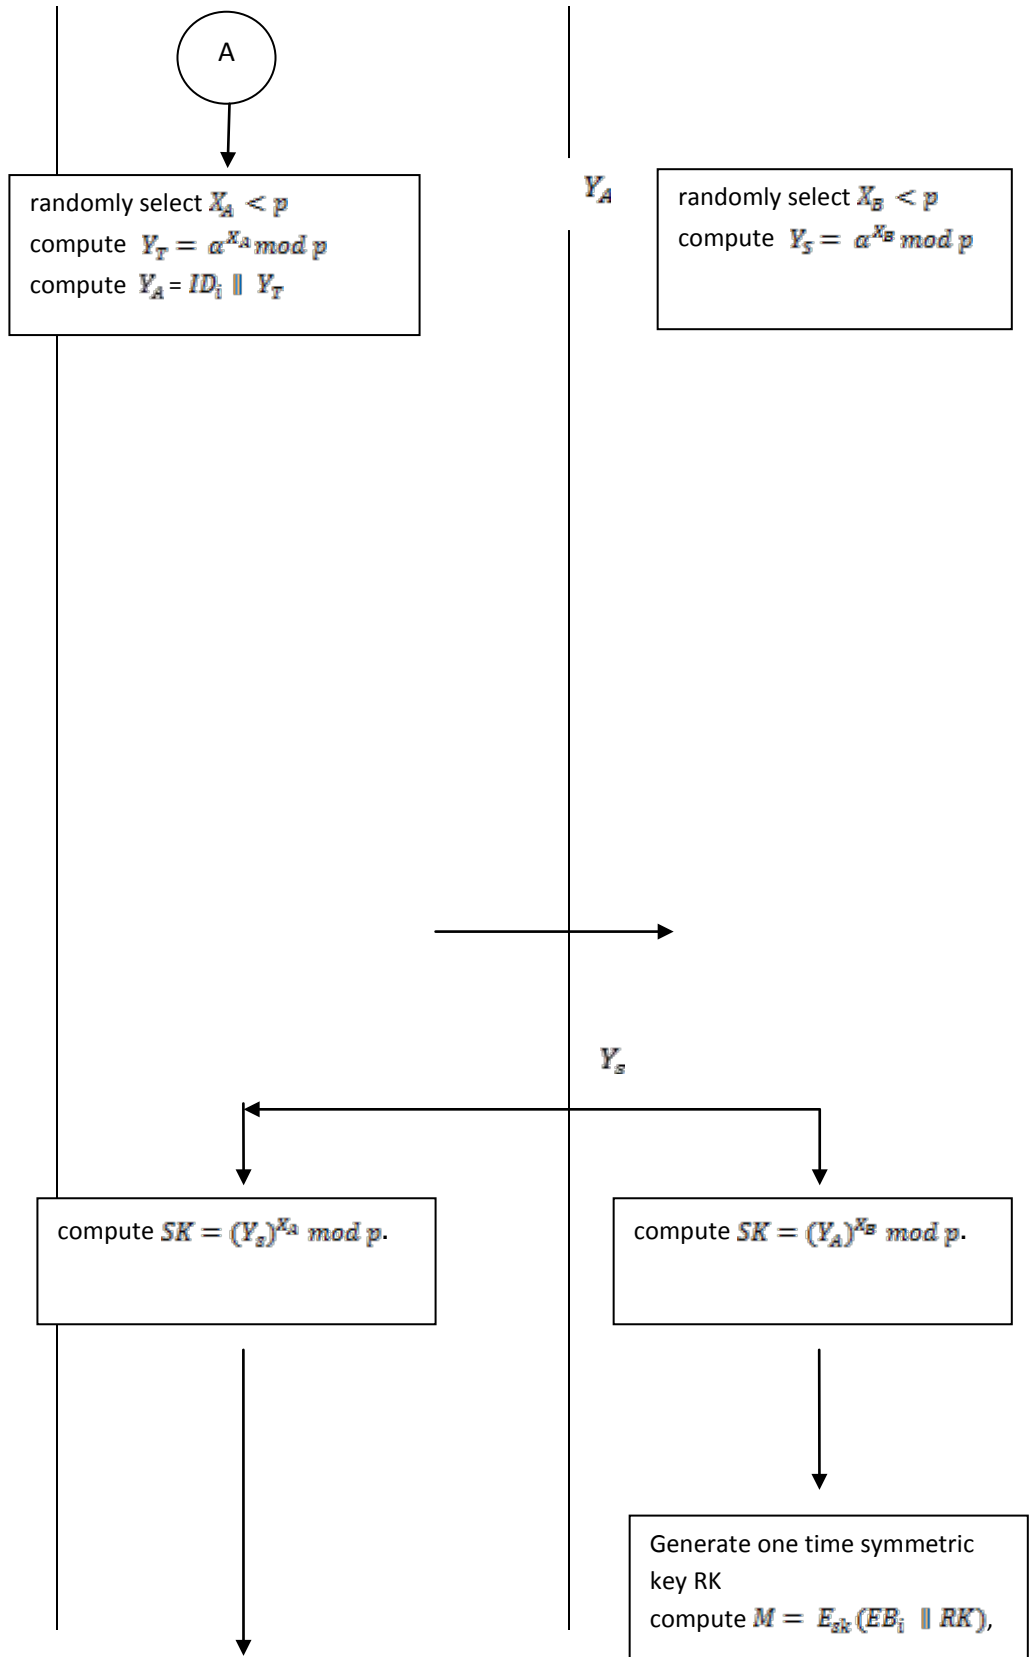 A
randomly select X_A < p
compute Y_T = a^{X_A} mod p
compute Y_A = ID_i ∥ Y_T
Y_A
randomly select X_B < p
compute Y_S = a^{X_B} mod p
Y_s
compute SK = (Y_s)^{X_A} mod p.
compute SK = (Y_A)^{X_B} mod p.
Generate one time symmetric
key RK
compute M = E_{sk}(EB_i ∥ RK),